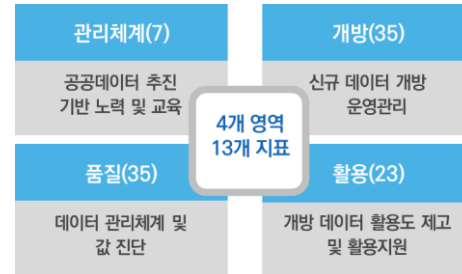 관리체계(7)
공공데이터 추진
기반 노력 및 교육
개방(35)
신규 데이터 개방
운영관리
4개 영역
13개 지표
품질(35)
데이터 관리체계 및
값 진단
활용(23)
개방 데이터 활용도 제고
및 활용지원